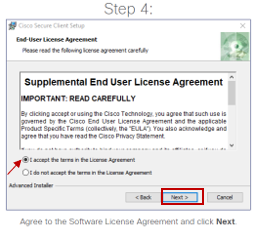 Step 4:
Cisco Secure Client Setup
End-User License Agreement
Please read the following license agreement carefully
Supplemental End User License Agreement
IMPORTANT: READ CAREFULLY
By clicking accept or using the Cisco Technology, you agree that such use is
governed by the Cisco End User License Agreement and the applicable
Product Specific Terms (collectively, the "EULA"). You also acknowledge and
agree that you have read the Cisco Privacy Statement.
I accept the terms in the License Agreement
I do not accept the terms in the License Agreement
Advanced Installer
< Back
Next >
Cancel
Agree to the Software License Agreement and click Next.